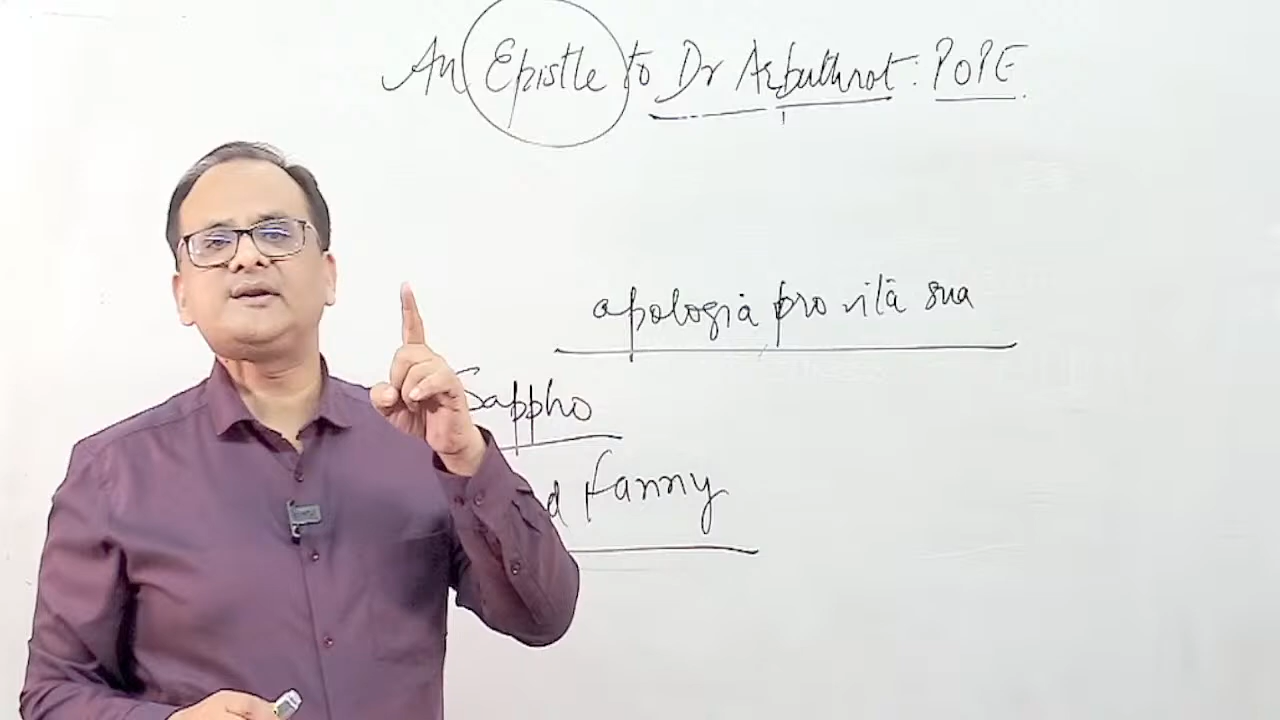 An Epistle to Dr Arbuthnot: POPE.
apologia pro vita sua
Sappho
d Fanny